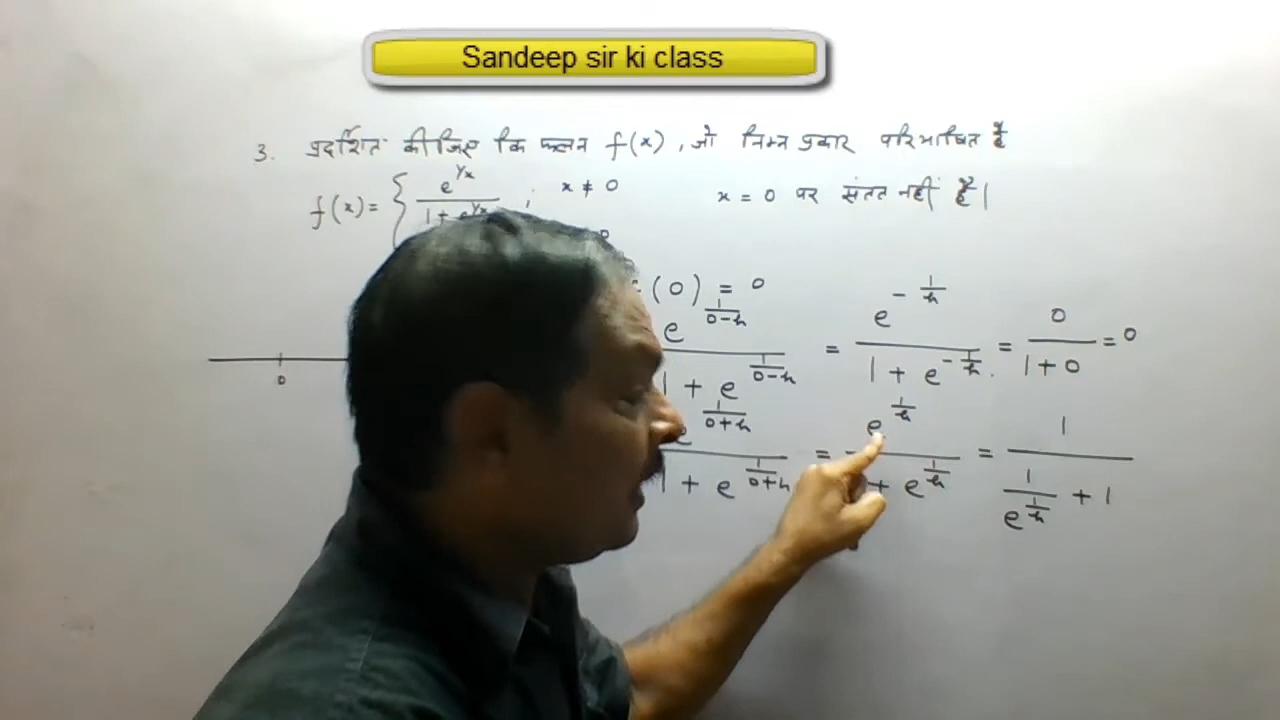 Sandeep sir ki class
3. प्रदर्शित कीजिए कि फलन f(x), जो निम्न प्रकार परिभाषित है
f(x) = { e^{1/x} / (1 + e^{1/x}) ; x ≠ 0 x = 0 पर संतत नहीं है।
0
(0) = 0
e^{1/(0-h)} / (1 + e^{1/(0-h)}) = e^{-1/h} / (1 + e^{-1/h}) = 0 / (1+0) = 0
0
e^{1/(0+h)} / (1 + e^{1/(0+h)}) = e^{1/h} / + e^{1/h} = 1 / (1/e^{1/h} + 1)